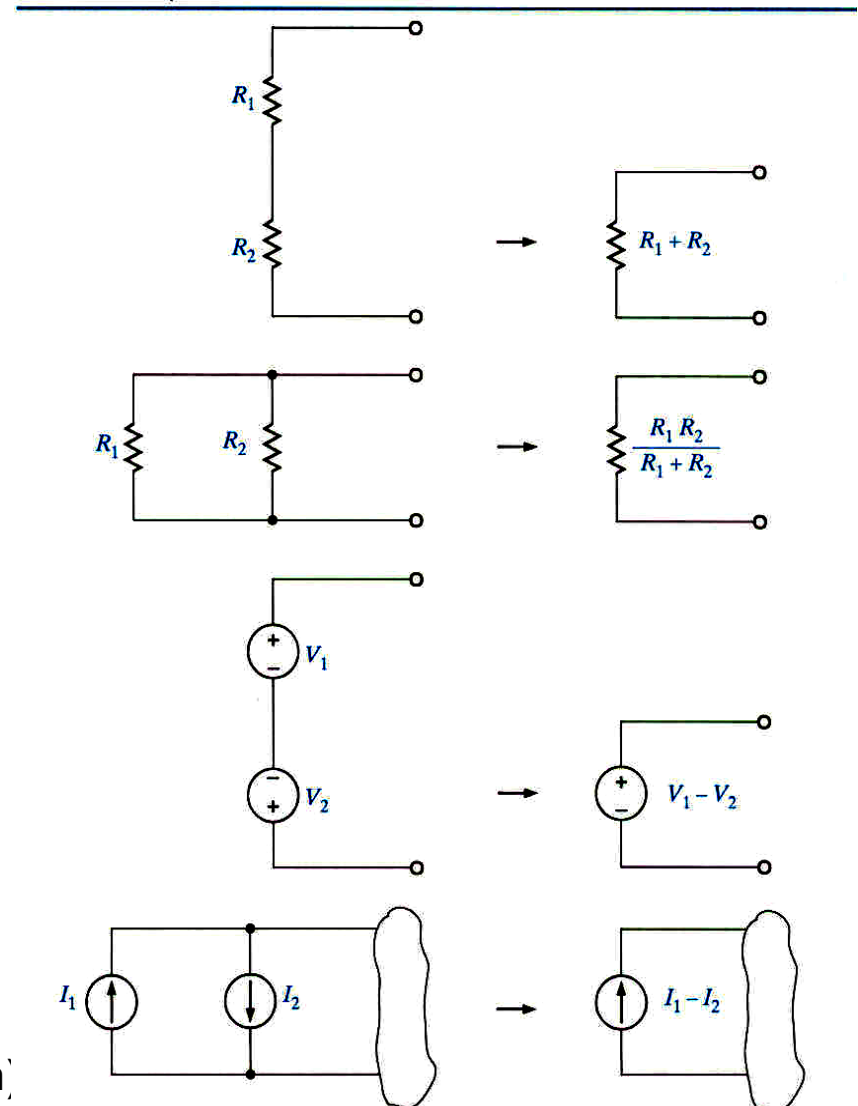 R₁
R₂
R₁ + R₂
R₁
R₂
R₁ R₂
R₁ + R₂
+
−
V₁
−
+
V₂
+
−
V₁ – V₂
I₁
I₂
I₁ – I₂